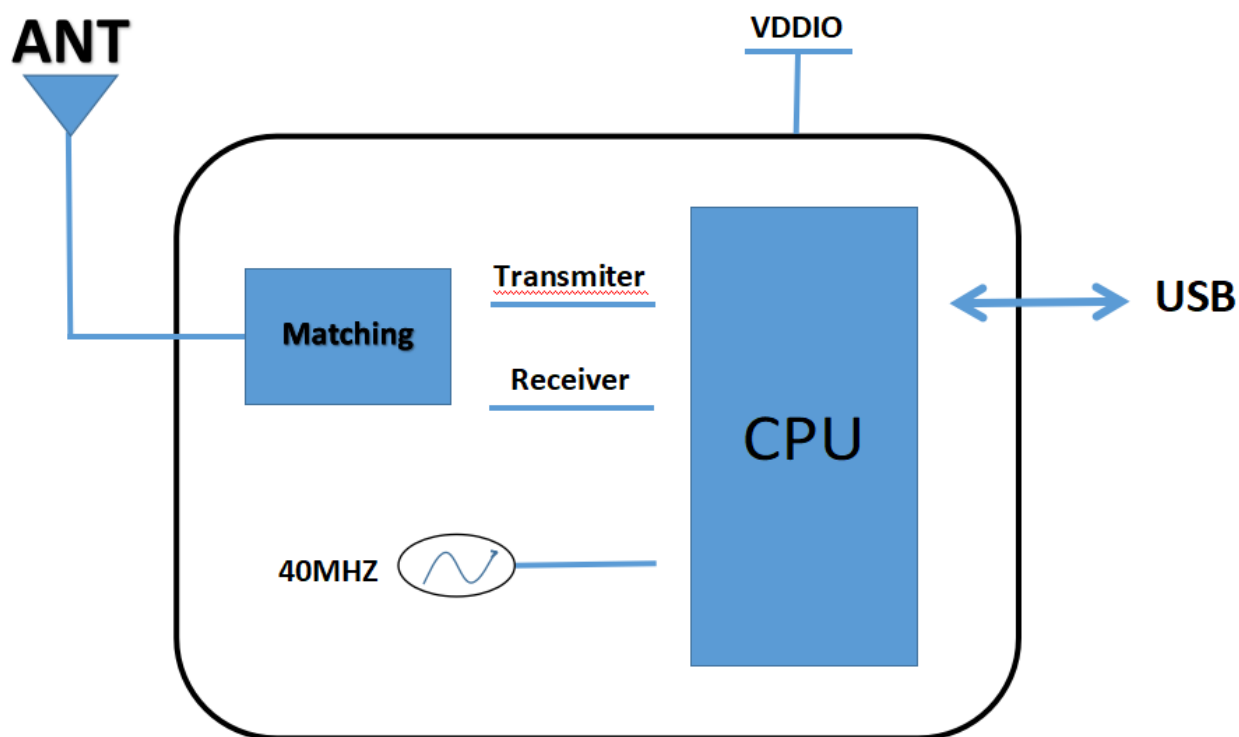 ANT
VDDIO
Transmiter
Matching
USB
Receiver
CPU
40MHZ